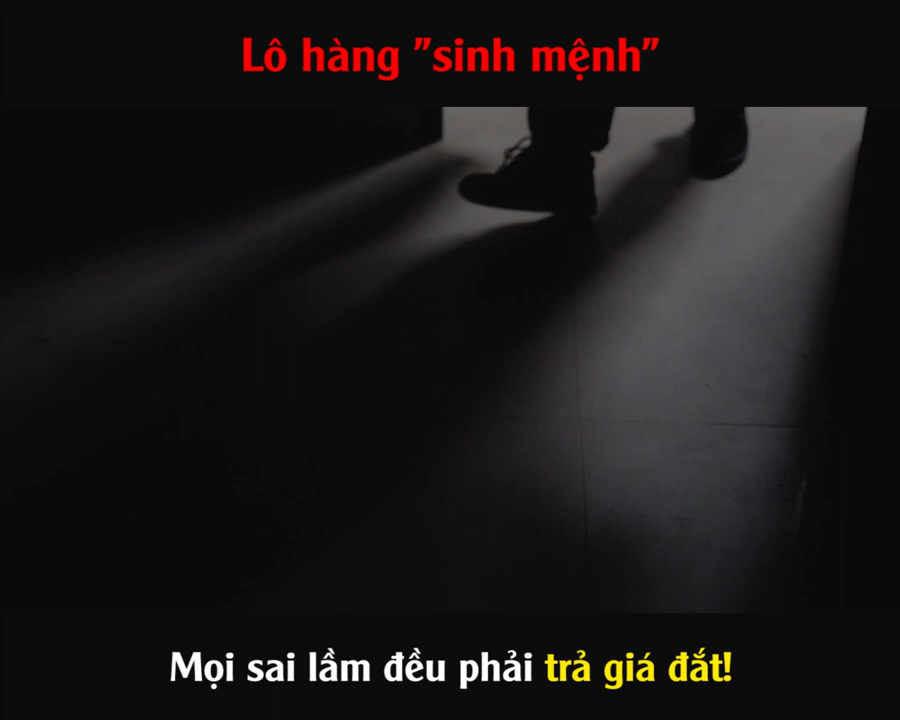 Lô hàng "sinh mệnh"
Mọi sai lầm đều phải trả giá đắt!